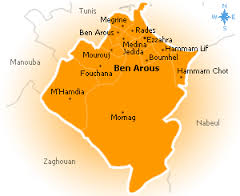 Tunis
N
W E
S
Megrine
Rades
Ben Arous
Ezzahra
Medina
Jedida
Hammam Lif
Mourouj
Boumhel
Manouba
Fouchana
Ben Arous
Hammam Chot
M'Hamdia
Mornag
Nabeul
Zaghouan